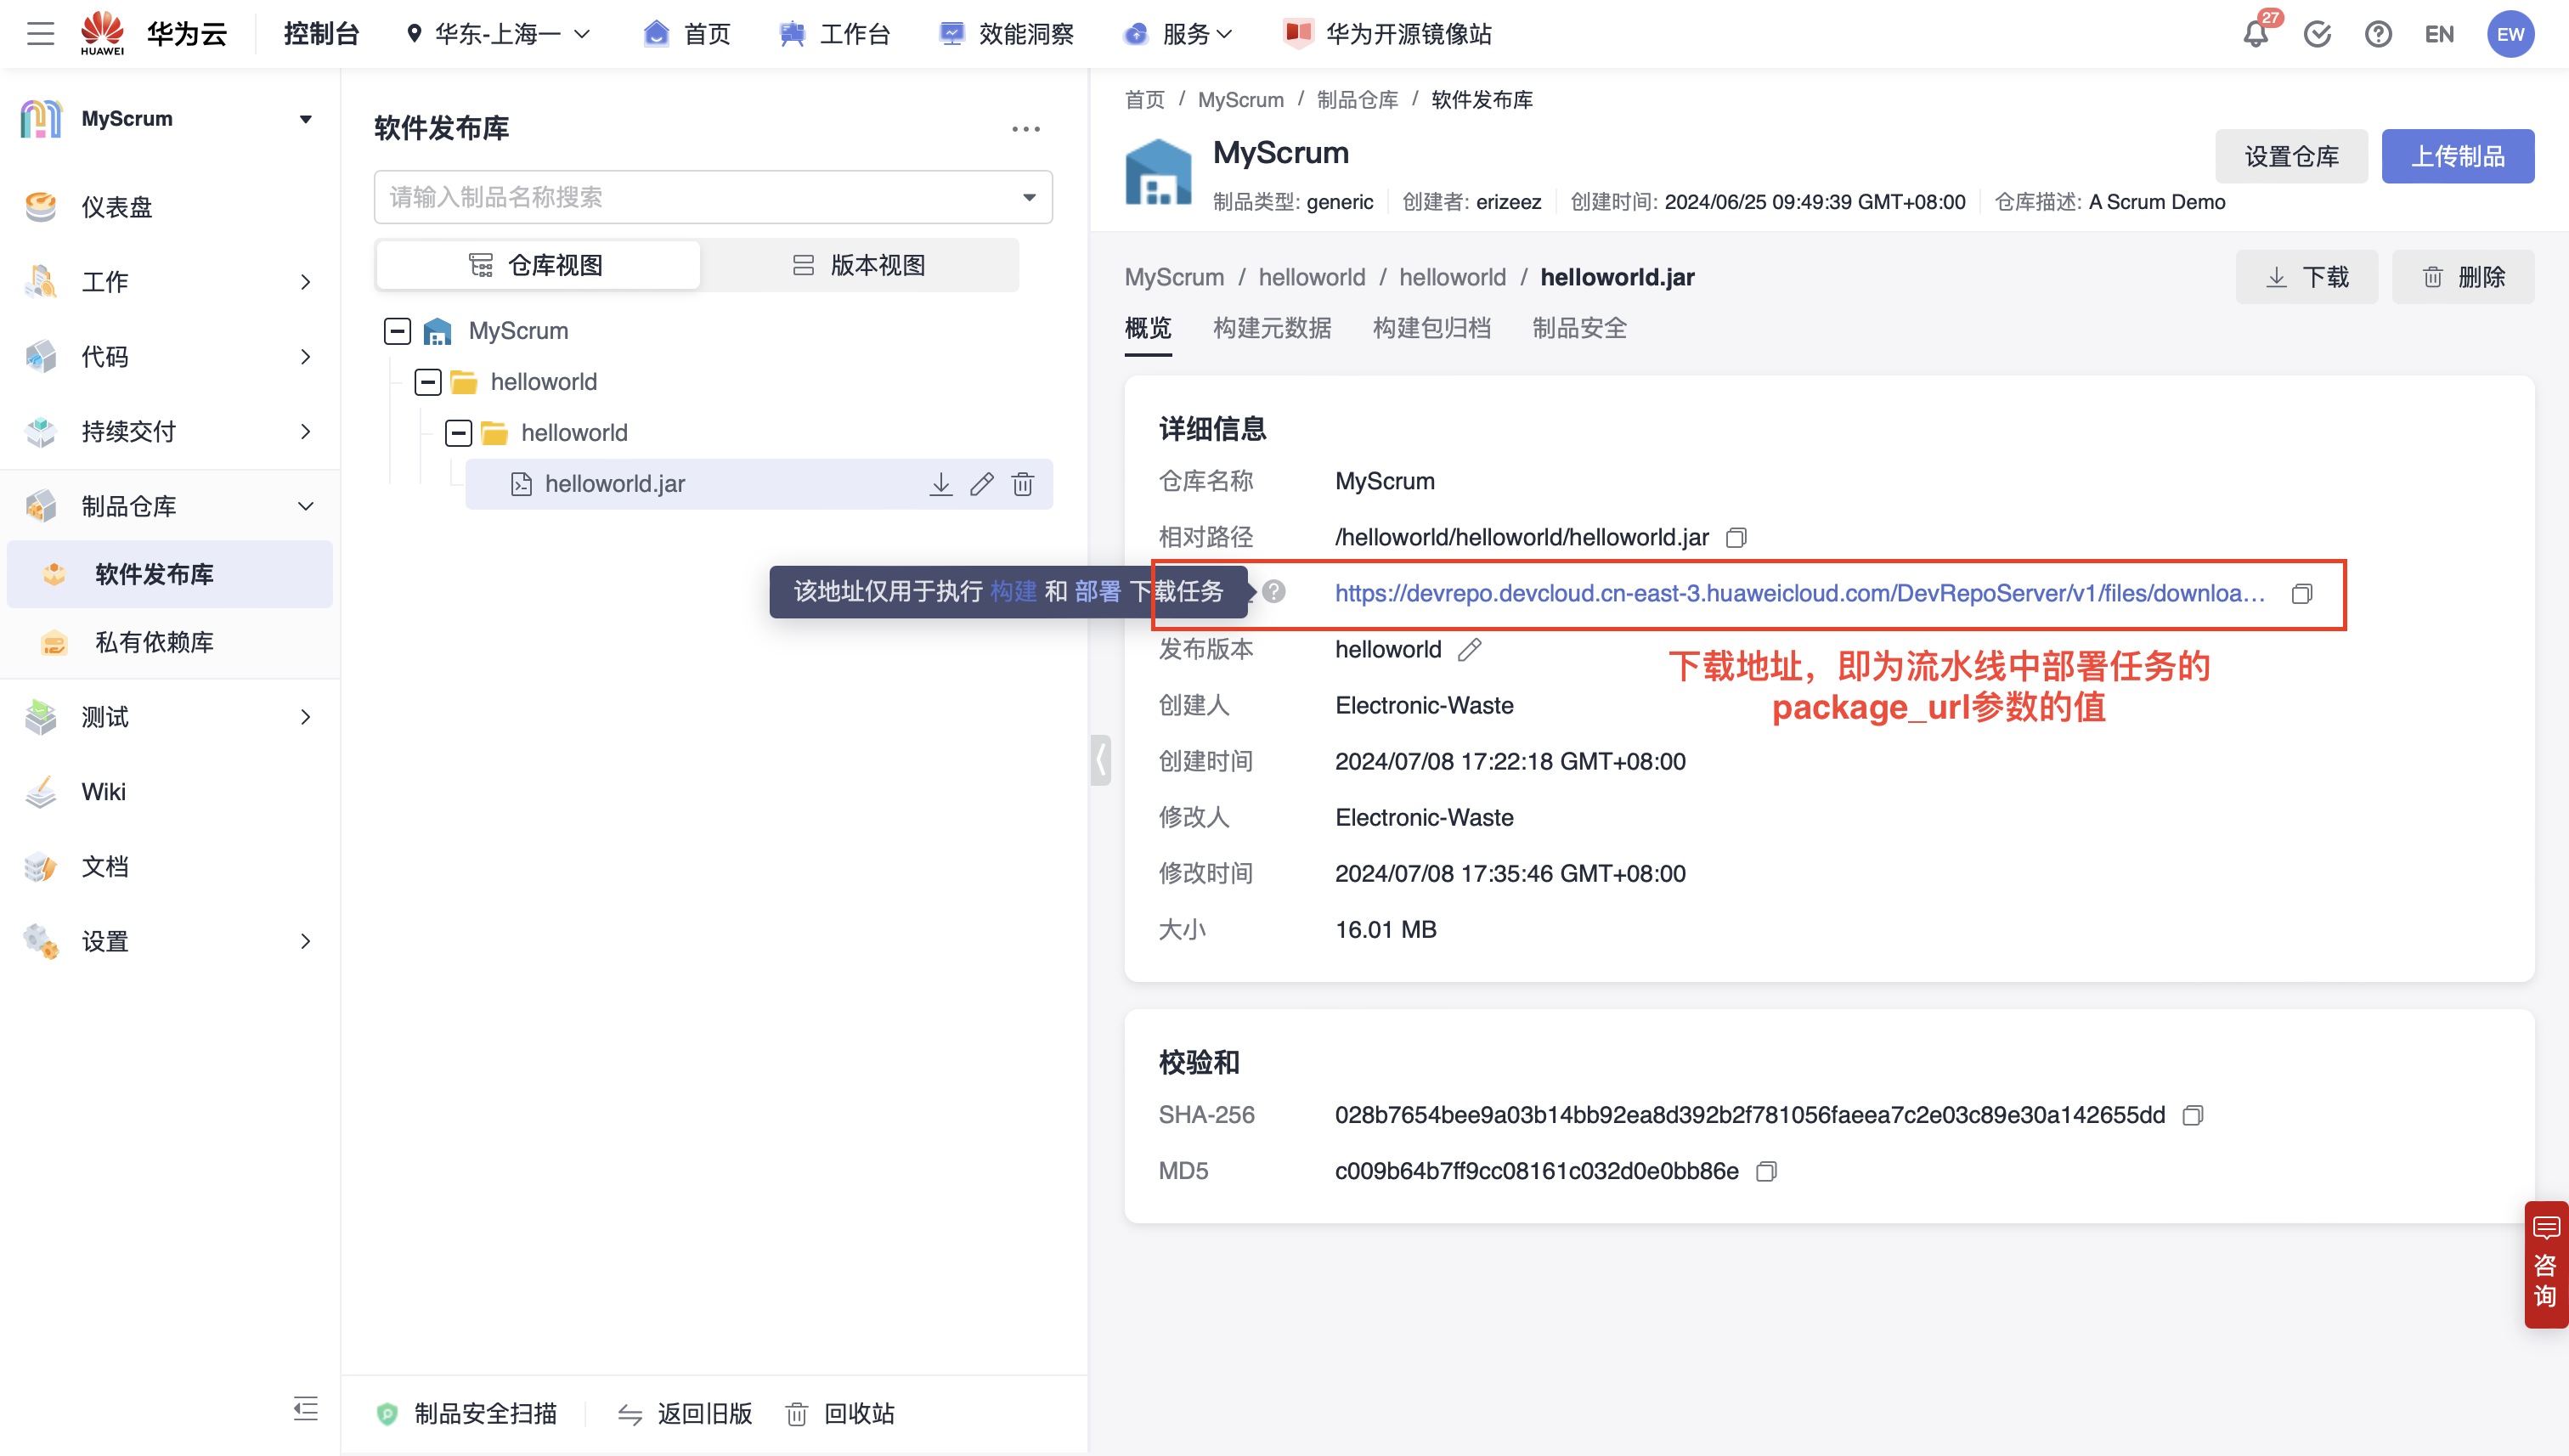 HUAWEI
华为云
控制台
华东-上海一
首页
工作台
效能洞察
服务
华为开源镜像站
27
EN
EW
MyScrum
仪表盘
工作
代码
持续交付
制品仓库
软件发布库
私有依赖库
测试
Wiki
文档
设置
软件发布库
请输入制品名称搜索
仓库视图
版本视图
MyScrum
helloworld
helloworld
helloworld.jar
制品安全扫描
返回旧版
回收站
首页 / MyScrum / 制品仓库 / 软件发布库
MyScrum
设置仓库
上传制品
制品类型: generic
创建者: erizeez
创建时间: 2024/06/25 09:49:39 GMT+08:00
仓库描述: A Scrum Demo
MyScrum / helloworld / helloworld / helloworld.jar
下载
删除
概览
构建元数据
构建包归档
制品安全
详细信息
仓库名称 MyScrum
相对路径 /helloworld/helloworld/helloworld.jar
该地址仅用于执行 构建 和 部署 下载任务
https://devrepo.devcloud.cn-east-3.huaweicloud.com/DevRepoServer/v1/files/downloa...
发布版本 helloworld
下载地址，即为流水线中部署任务的
package_url参数的值
创建人 Electronic-Waste
创建时间 2024/07/08 17:22:18 GMT+08:00
修改人 Electronic-Waste
修改时间 2024/07/08 17:35:46 GMT+08:00
大小 16.01 MB
校验和
SHA-256 028b7654bee9a03b14bb92ea8d392b2f781056faeea7c2e03c89e30a142655dd
MD5 c009b64b7ff9cc08161c032d0e0bb86e
咨询